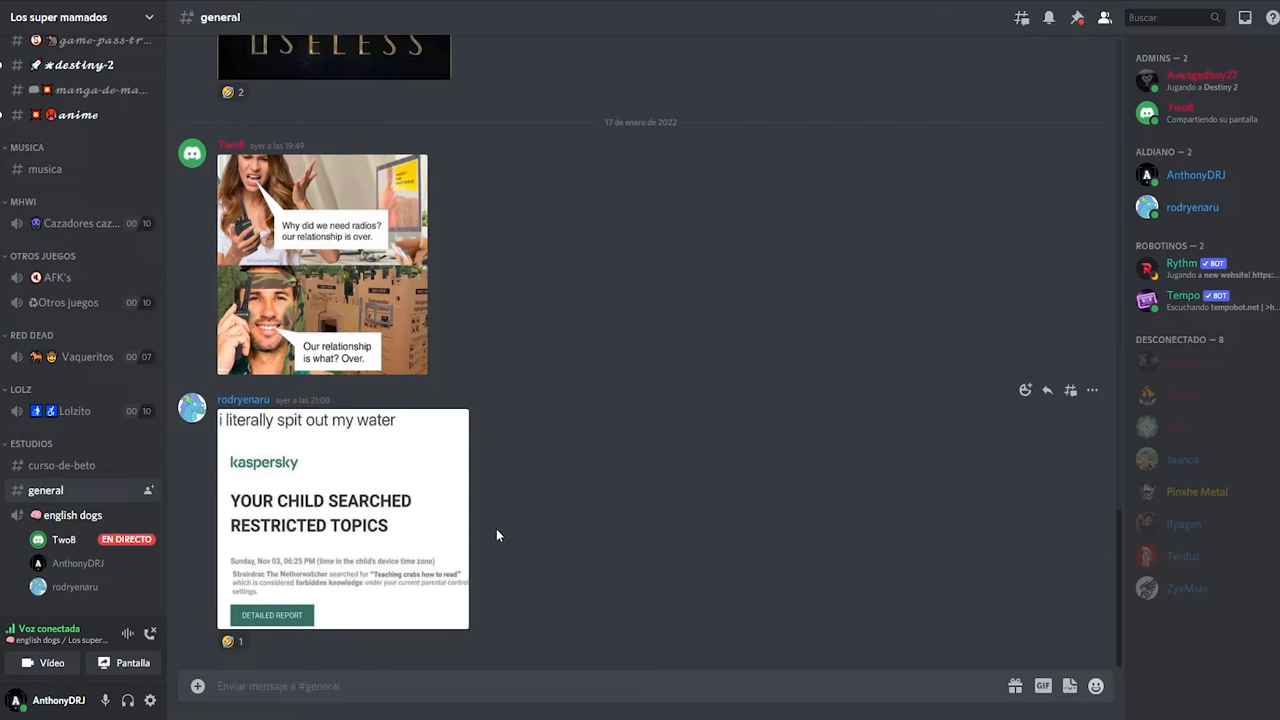 Los super mamados
general
Buscar
game-pass-tr...
destiny-2
manga-de-ma...
anime
MUSICA
musica
MHWI
Cazadores caz... 00 10
OTROS JUEGOS
AFK's
Otros juegos 00 10
RED DEAD
Vaqueritos 00 07
LOLZ
Lolzito 00 10
ESTUDIOS
curso-de-beto
general
english dogs
TwoB EN DIRECTO
AnthonyDRJ
rodryenaru
Voz conectada
english dogs / Los super...
Vídeo
Pantalla
AnthonyDRJ
USELESS
2
17 de enero de 2022
TwoB ayer a las 19:49
Why did we need radios?
our relationship is over.
Our relationship
is what? Over.
rodryenaru ayer a las 21:08
i literally spit out my water
kaspersky
YOUR CHILD SEARCHED
RESTRICTED TOPICS
Sunday, Nov 03, 06:25 PM (time in the child's device time zone)
Straidrac The Netherwatcher searched for "Teaching crabs how to read"
which is considered forbidden knowledge under your current parental control
settings.
DETAILED REPORT
1
Enviar mensaje a #general
GIF
ADMINS — 2
Avengedboy27
Jugando a Destiny 2
TwoB
Compartiendo su pantalla
ALDIANO — 2
AnthonyDRJ
rodryenaru
ROBOTINOS — 2
Rythm BOT
Jugando a new website! https:...
Tempo BOT
Escuchando tempobot.net | >h...
DESCONECTADO — 8
Juanca
Pinxhe Metal
Ryugan
Terduz
ZyxMskr